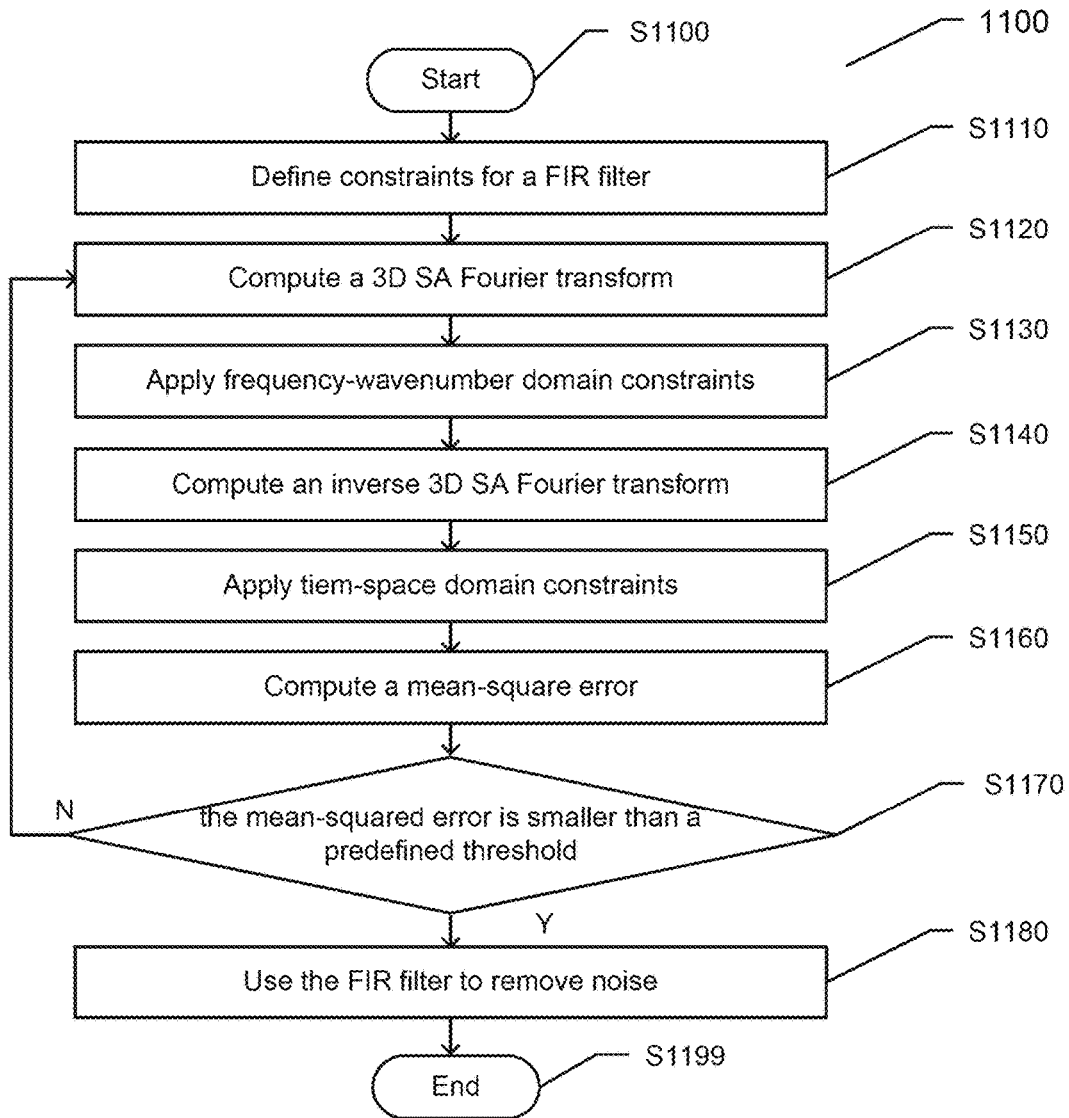 S1100
1100
Start
S1110
Define constraints for a FIR filter
S1120
Compute a 3D SA Fourier transform
S1130
Apply frequency-wavenumber domain constraints
S1140
Compute an inverse 3D SA Fourier transform
S1150
Apply tiem-space domain constraints
S1160
Compute a mean-square error
S1170
N
the mean-squared error is smaller than a
predefined threshold
Y
S1180
Use the FIR filter to remove noise
S1199
End